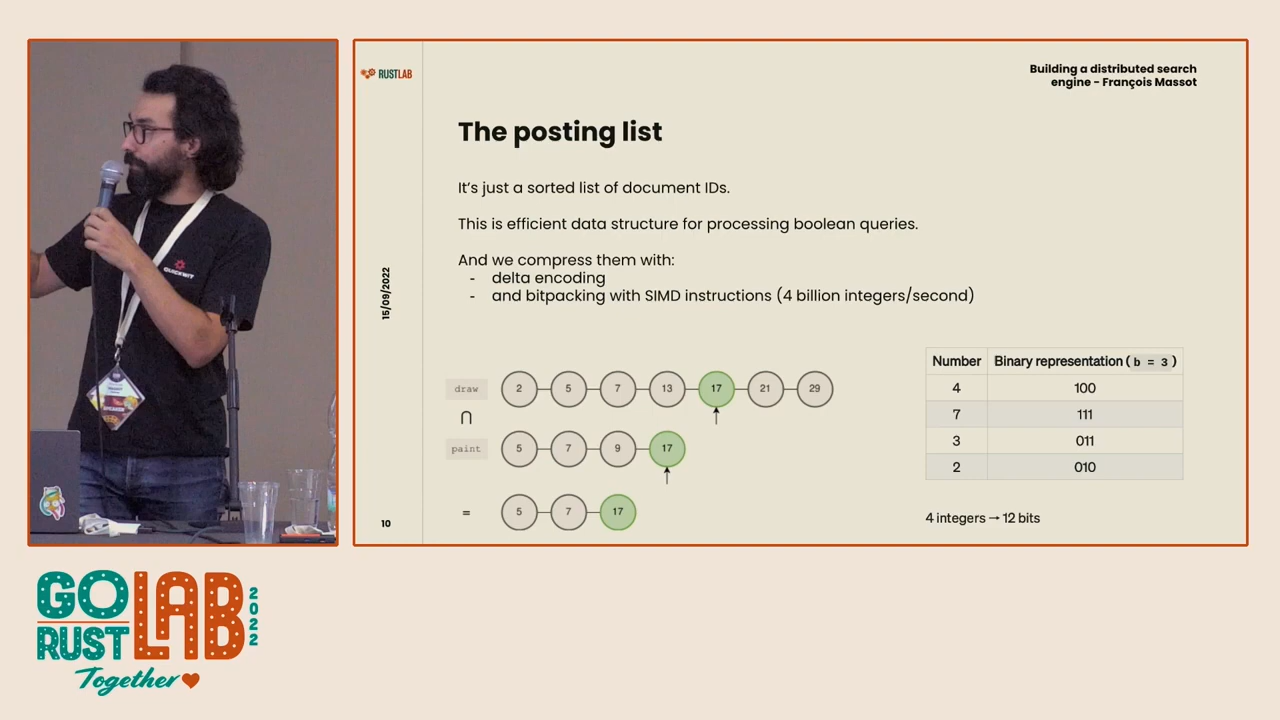 RUSTLAB
Building a distributed search
engine - François Massot
The posting list
It's just a sorted list of document IDs.
This is efficient data structure for processing boolean queries.
And we compress them with:
- delta encoding
- and bitpacking with SIMD instructions (4 billion integers/second)
15/09/2022
draw 2 5 7 13 17 21 29
∩
paint 5 7 9 17
= 5 7 17
Number Binary representation ( b = 3 )
4 100
7 111
3 011
2 010
4 integers → 12 bits
10
QUICKWIT
SPEAKER
GO LAB 2022
RUST
Together